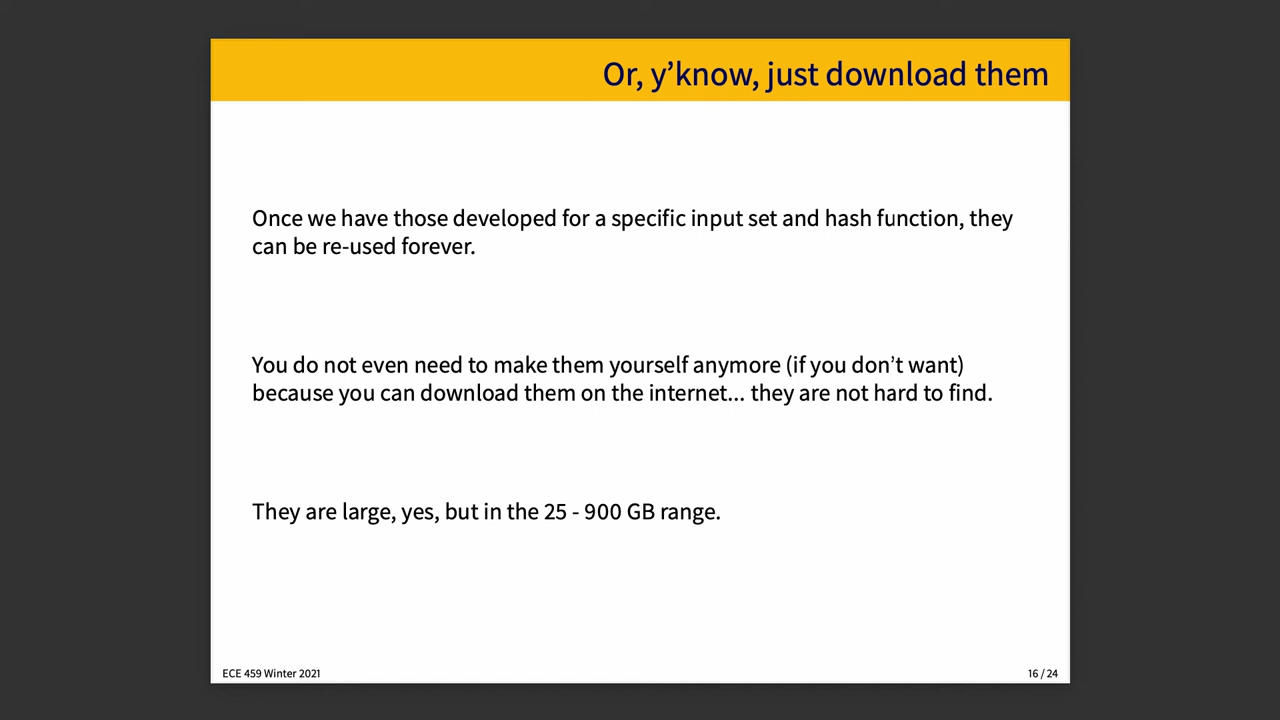 Or, y’know, just download them
Once we have those developed for a specific input set and hash function, they
can be re-used forever.
You do not even need to make them yourself anymore (if you don’t want)
because you can download them on the internet... they are not hard to find.
They are large, yes, but in the 25 - 900 GB range.
ECE 459 Winter 2021
16 / 24